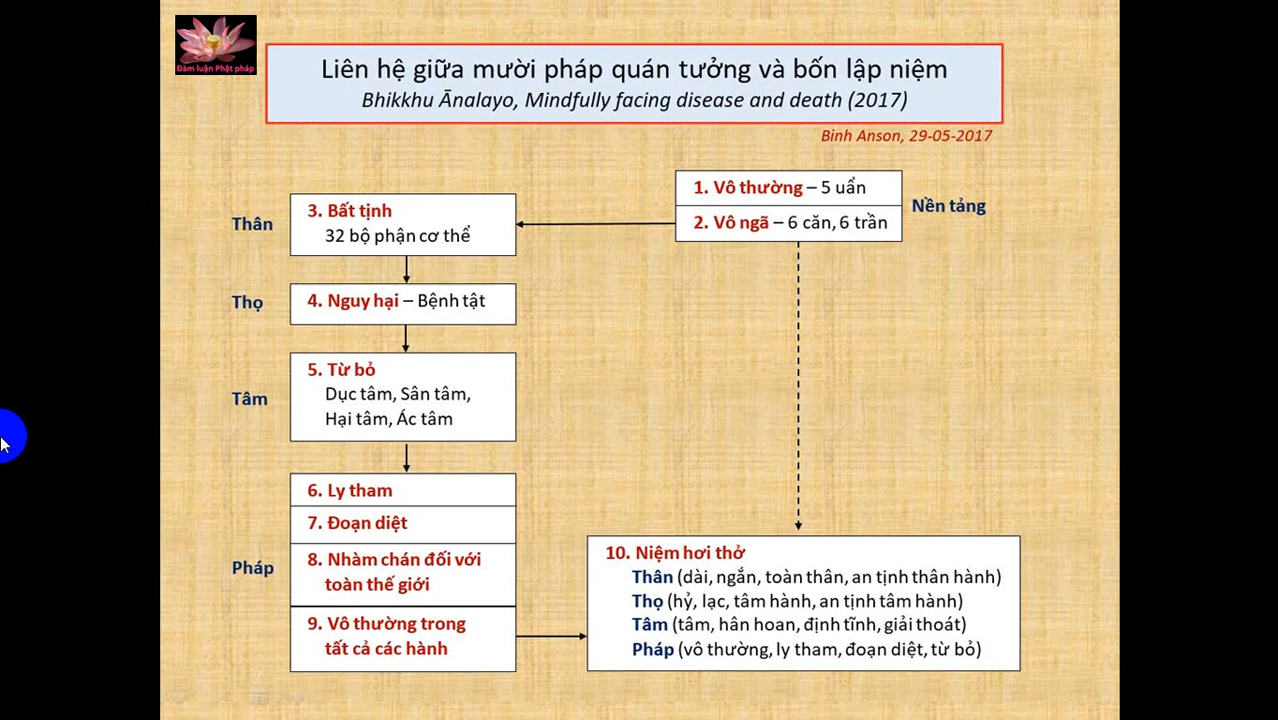 Đàm luận Phật pháp
Liên hệ giữa mười pháp quán tưởng và bốn lập niệm
Bhikkhu Ānalayo, Mindfully facing disease and death (2017)
Binh Anson, 29-05-2017
1. Vô thường – 5 uẩn
2. Vô ngã – 6 căn, 6 trần
Nền tảng
Thân
3. Bất tịnh
32 bộ phận cơ thể
Thọ
4. Nguy hại – Bệnh tật
Tâm
5. Từ bỏ
Dục tâm, Sân tâm,
Hại tâm, Ác tâm
Pháp
6. Ly tham
7. Đoạn diệt
8. Nhàm chán đối với
toàn thế giới
9. Vô thường trong
tất cả các hành
10. Niệm hơi thở
Thân (dài, ngắn, toàn thân, an tịnh thân hành)
Thọ (hỷ, lạc, tâm hành, an tịnh tâm hành)
Tâm (tâm, hân hoan, định tĩnh, giải thoát)
Pháp (vô thường, ly tham, đoạn diệt, từ bỏ)